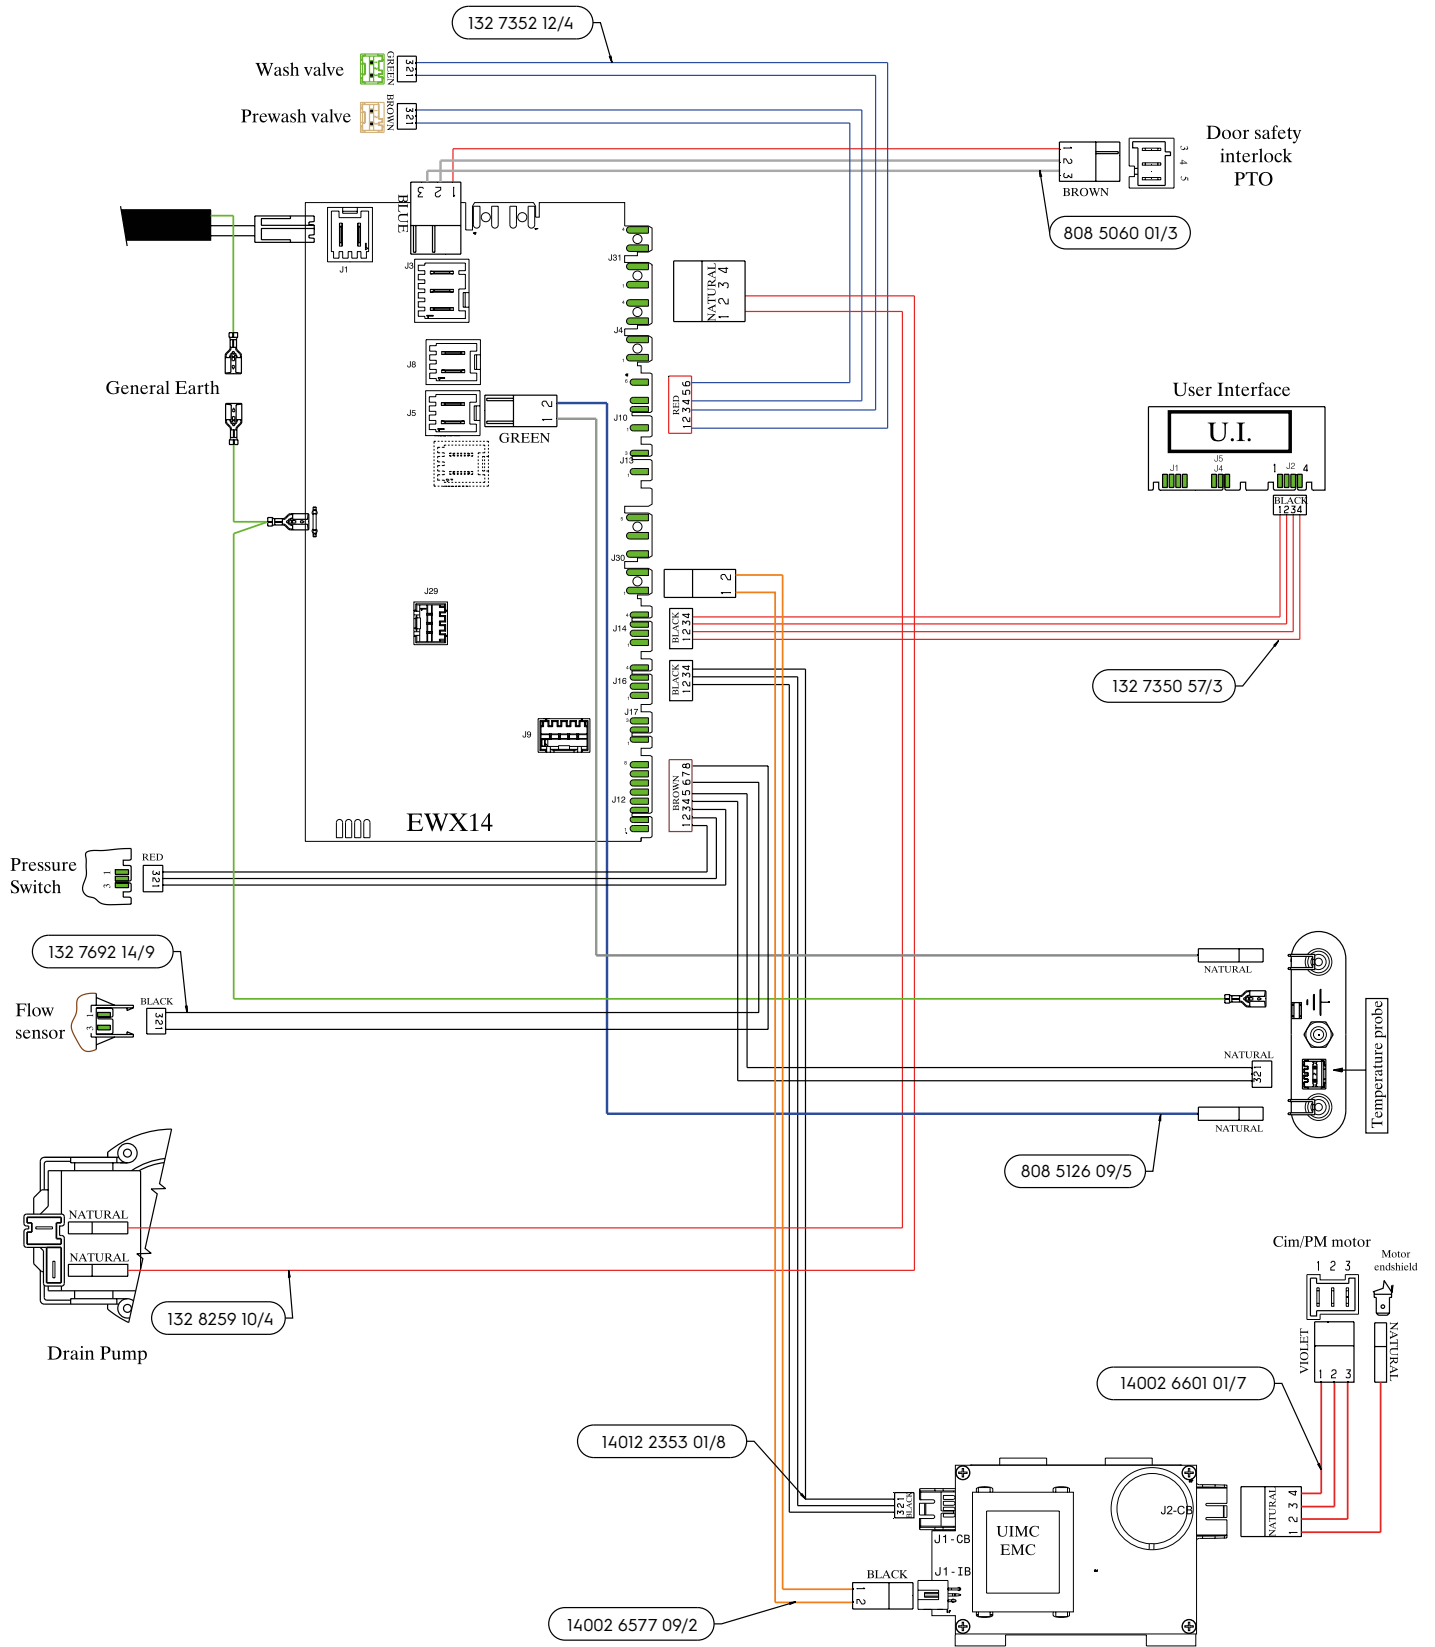 132 7352 12/4
Wash valve
GREEN
321
Prewash valve
BROWN
321
Door safety
interlock
PTO
1
2
3
BROWN
3 4 5
808 5060 01/3
3 2 1
BLUE
J1
J3
J31
NATURAL
1 2 3 4
J4
General Earth
J8
J5
1 2
GREEN
RED
1 2 3 4 5 6
J10
J13
User Interface
U.I.
J1
J5
J4
1 J2 4
BLACK
1234
J30
1 2
J29
J14
BLACK
1 2 3 4
J16
BLACK
1 2 3 4
132 7350 57/3
J17
J9
J12
BROWN
1 2 3 4 5 6 7 8
EWX14
Pressure
Switch
1
3
RED
321
132 7692 14/9
Flow
sensor
1
3
BLACK
321
NATURAL
NATURAL
321
Temperature probe
NATURAL
808 5126 09/5
NATURAL
NATURAL
132 8259 10/4
Drain Pump
Cim/PM motor
1 2 3
Motor
endshield
VIOLET
1 2 3
NATURAL
14002 6601 01/7
14012 2353 01/8
321
BLACK
J1-CB
UIMC
EMC
J2-CB
NATURAL
1 2 3 4
J1-IB
BLACK
1
2
14002 6577 09/2